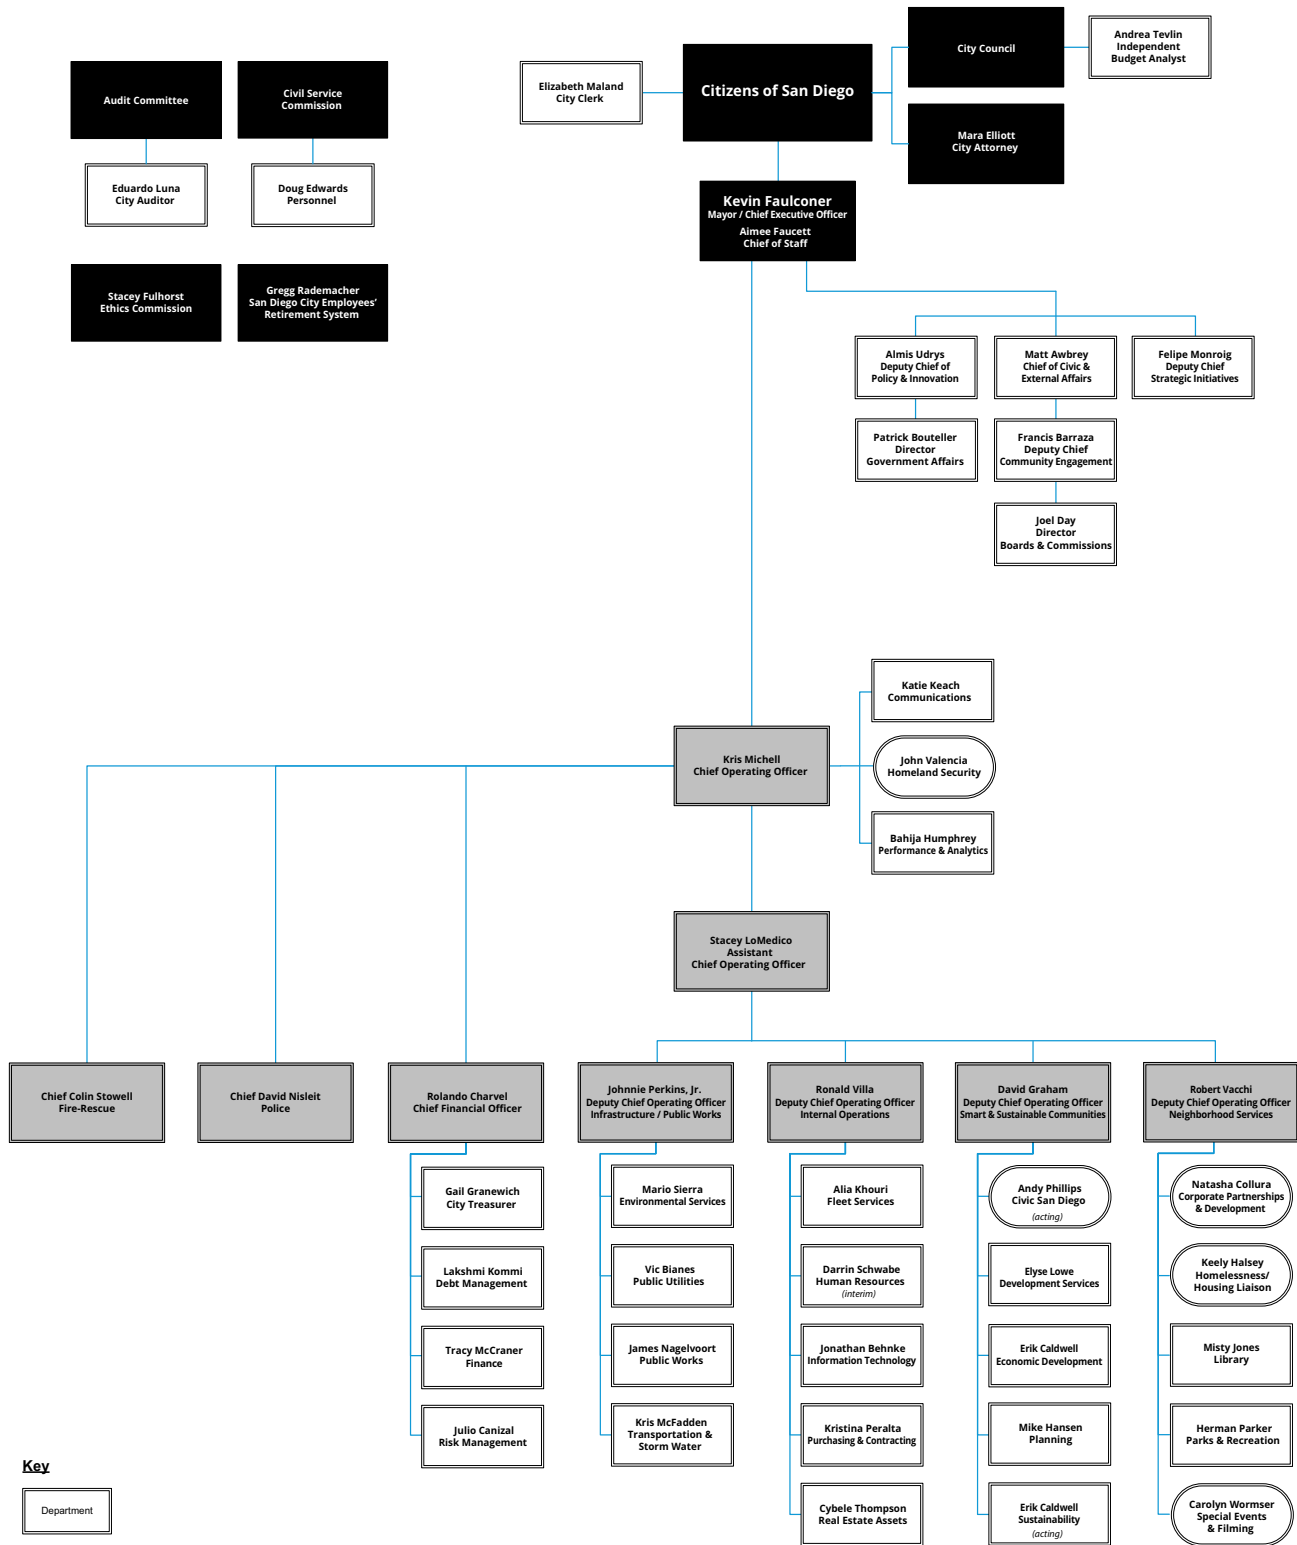 City Council
Andrea Tevlin
Independent
Budget Analyst
Audit Committee
Civil Service
Commission
Elizabeth Maland
City Clerk
Citizens of San Diego
Mara Elliott
City Attorney
Eduardo Luna
City Auditor
Doug Edwards
Personnel
Kevin Faulconer
Mayor / Chief Executive Officer
Aimee Faucett
Chief of Staff
Stacey Fulhorst
Ethics Commission
Gregg Rademacher
San Diego City Employees’
Retirement System
Almis Udrys
Deputy Chief of
Policy & Innovation
Matt Awbrey
Chief of Civic &
External Affairs
Felipe Monroig
Deputy Chief
Strategic Initiatives
Patrick Bouteller
Director
Government Affairs
Francis Barraza
Deputy Chief
Community Engagement
Joel Day
Director
Boards & Commissions
Katie Keach
Communications
Kris Michell
Chief Operating Officer
John Valencia
Homeland Security
Bahija Humphrey
Performance & Analytics
Stacey LoMedico
Assistant
Chief Operating Officer
Chief Colin Stowell
Fire-Rescue
Chief David Nisleit
Police
Rolando Charvel
Chief Financial Officer
Johnnie Perkins, Jr.
Deputy Chief Operating Officer
Infrastructure / Public Works
Ronald Villa
Deputy Chief Operating Officer
Internal Operations
David Graham
Deputy Chief Operating Officer
Smart & Sustainable Communities
Robert Vacchi
Deputy Chief Operating Officer
Neighborhood Services
Gail Granewich
City Treasurer
Mario Sierra
Environmental Services
Alia Khouri
Fleet Services
Andy Phillips
Civic San Diego
(acting)
Natasha Collura
Corporate Partnerships
& Development
Lakshmi Kommi
Debt Management
Vic Bianes
Public Utilities
Darrin Schwabe
Human Resources
(interim)
Elyse Lowe
Development Services
Keely Halsey
Homelessness/
Housing Liaison
Tracy McCraner
Finance
James Nagelvoort
Public Works
Jonathan Behnke
Information Technology
Erik Caldwell
Economic Development
Misty Jones
Library
Julio Canizal
Risk Management
Kris McFadden
Transportation &
Storm Water
Kristina Peralta
Purchasing & Contracting
Mike Hansen
Planning
Herman Parker
Parks & Recreation
Key
Department
Cybele Thompson
Real Estate Assets
Erik Caldwell
Sustainability
(acting)
Carolyn Wormser
Special Events
& Filming